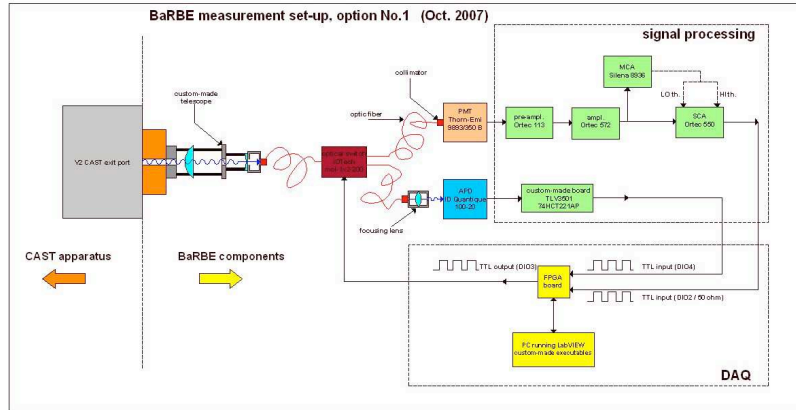 BaRBE measurement set-up, option No.1 (Oct. 2007)
signal processing
collimator
custom-made
telescope
optic fiber
MCA
Silena 8936
LO th.
HI th.
V2 CAST exit port
PMT
Thorn-Emi
9893/350 B
pre-ampl.
Ortec 113
ampl.
Ortec 572
SCA
Ortec 550
optical switch
APD
ID Quantique
100-20
custom-made board
TLV3501
74HCT221AP
focusing lens
CAST apparatus
BaRBE components
TTL output (DIO3)
TTL input (DIO4)
FPGA
board
TTL input (DIO2 / 50 ohm)
PC running LabVIEW
custom-made executables
DAQ